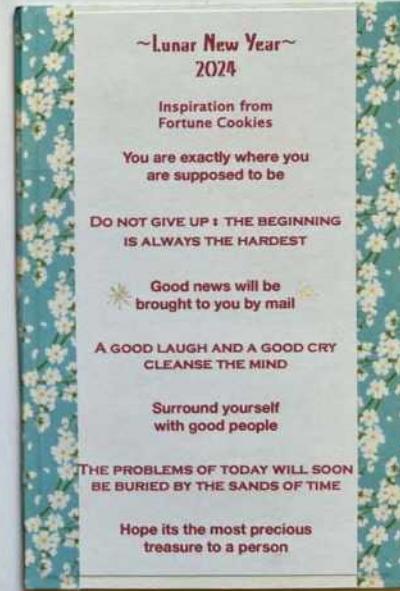 ~Lunar New Year~
2024
Inspiration from
Fortune Cookies
You are exactly where you
are supposed to be
DO NOT GIVE UP : THE BEGINNING
IS ALWAYS THE HARDEST
Good news will be
brought to you by mail
A GOOD LAUGH AND A GOOD CRY
CLEANSE THE MIND
Surround yourself
with good people
THE PROBLEMS OF TODAY WILL SOON
BE BURIED BY THE SANDS OF TIME
Hope its the most precious
treasure to a person